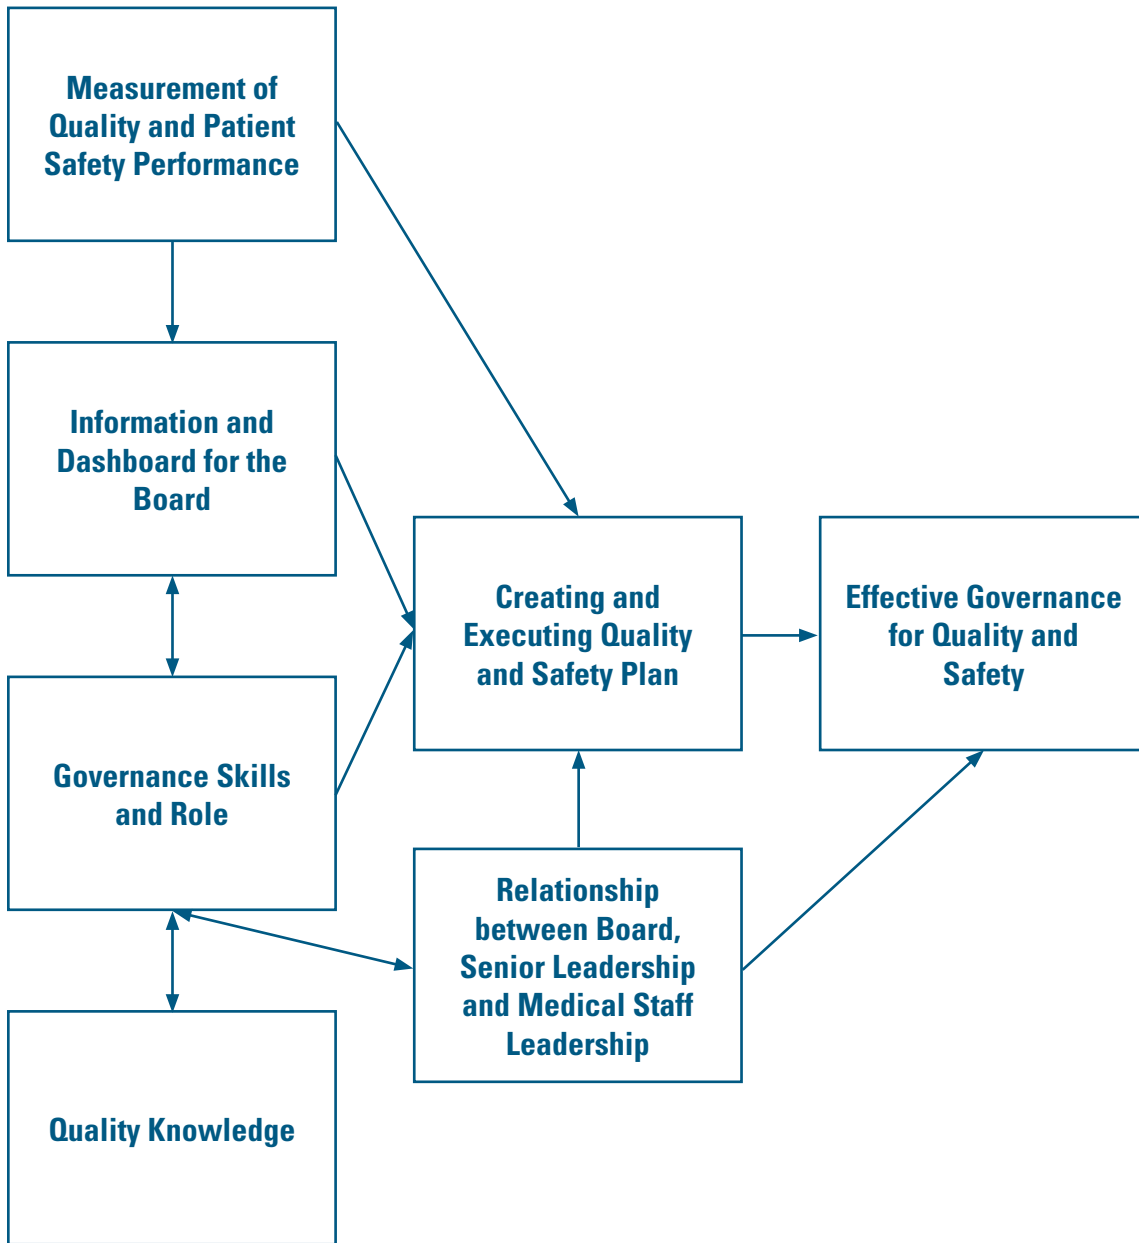 Measurement of
Quality and Patient
Safety Performance
Information and
Dashboard for the
Board
Creating and
Executing Quality
and Safety Plan
Effective Governance
for Quality and
Safety
Governance Skills
and Role
Relationship
between Board,
Senior Leadership
and Medical Staff
Leadership
Quality Knowledge